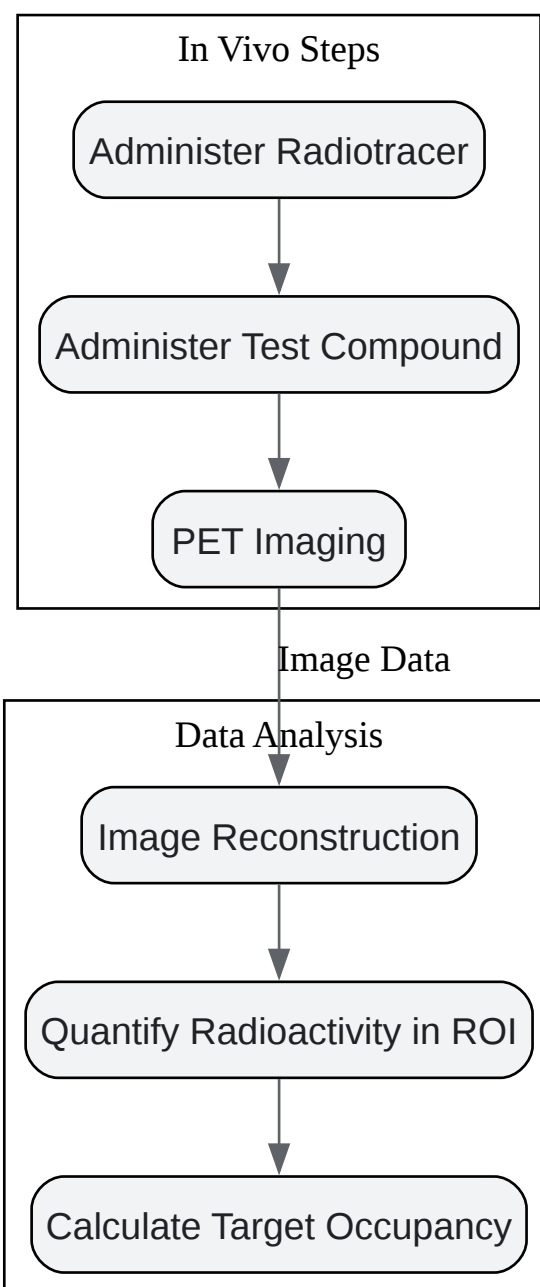 In Vivo Steps
Administer Radiotracer
Administer Test Compound
PET Imaging
Image Data
Data Analysis
Image Reconstruction
Quantify Radioactivity in ROI
Calculate Target Occupancy